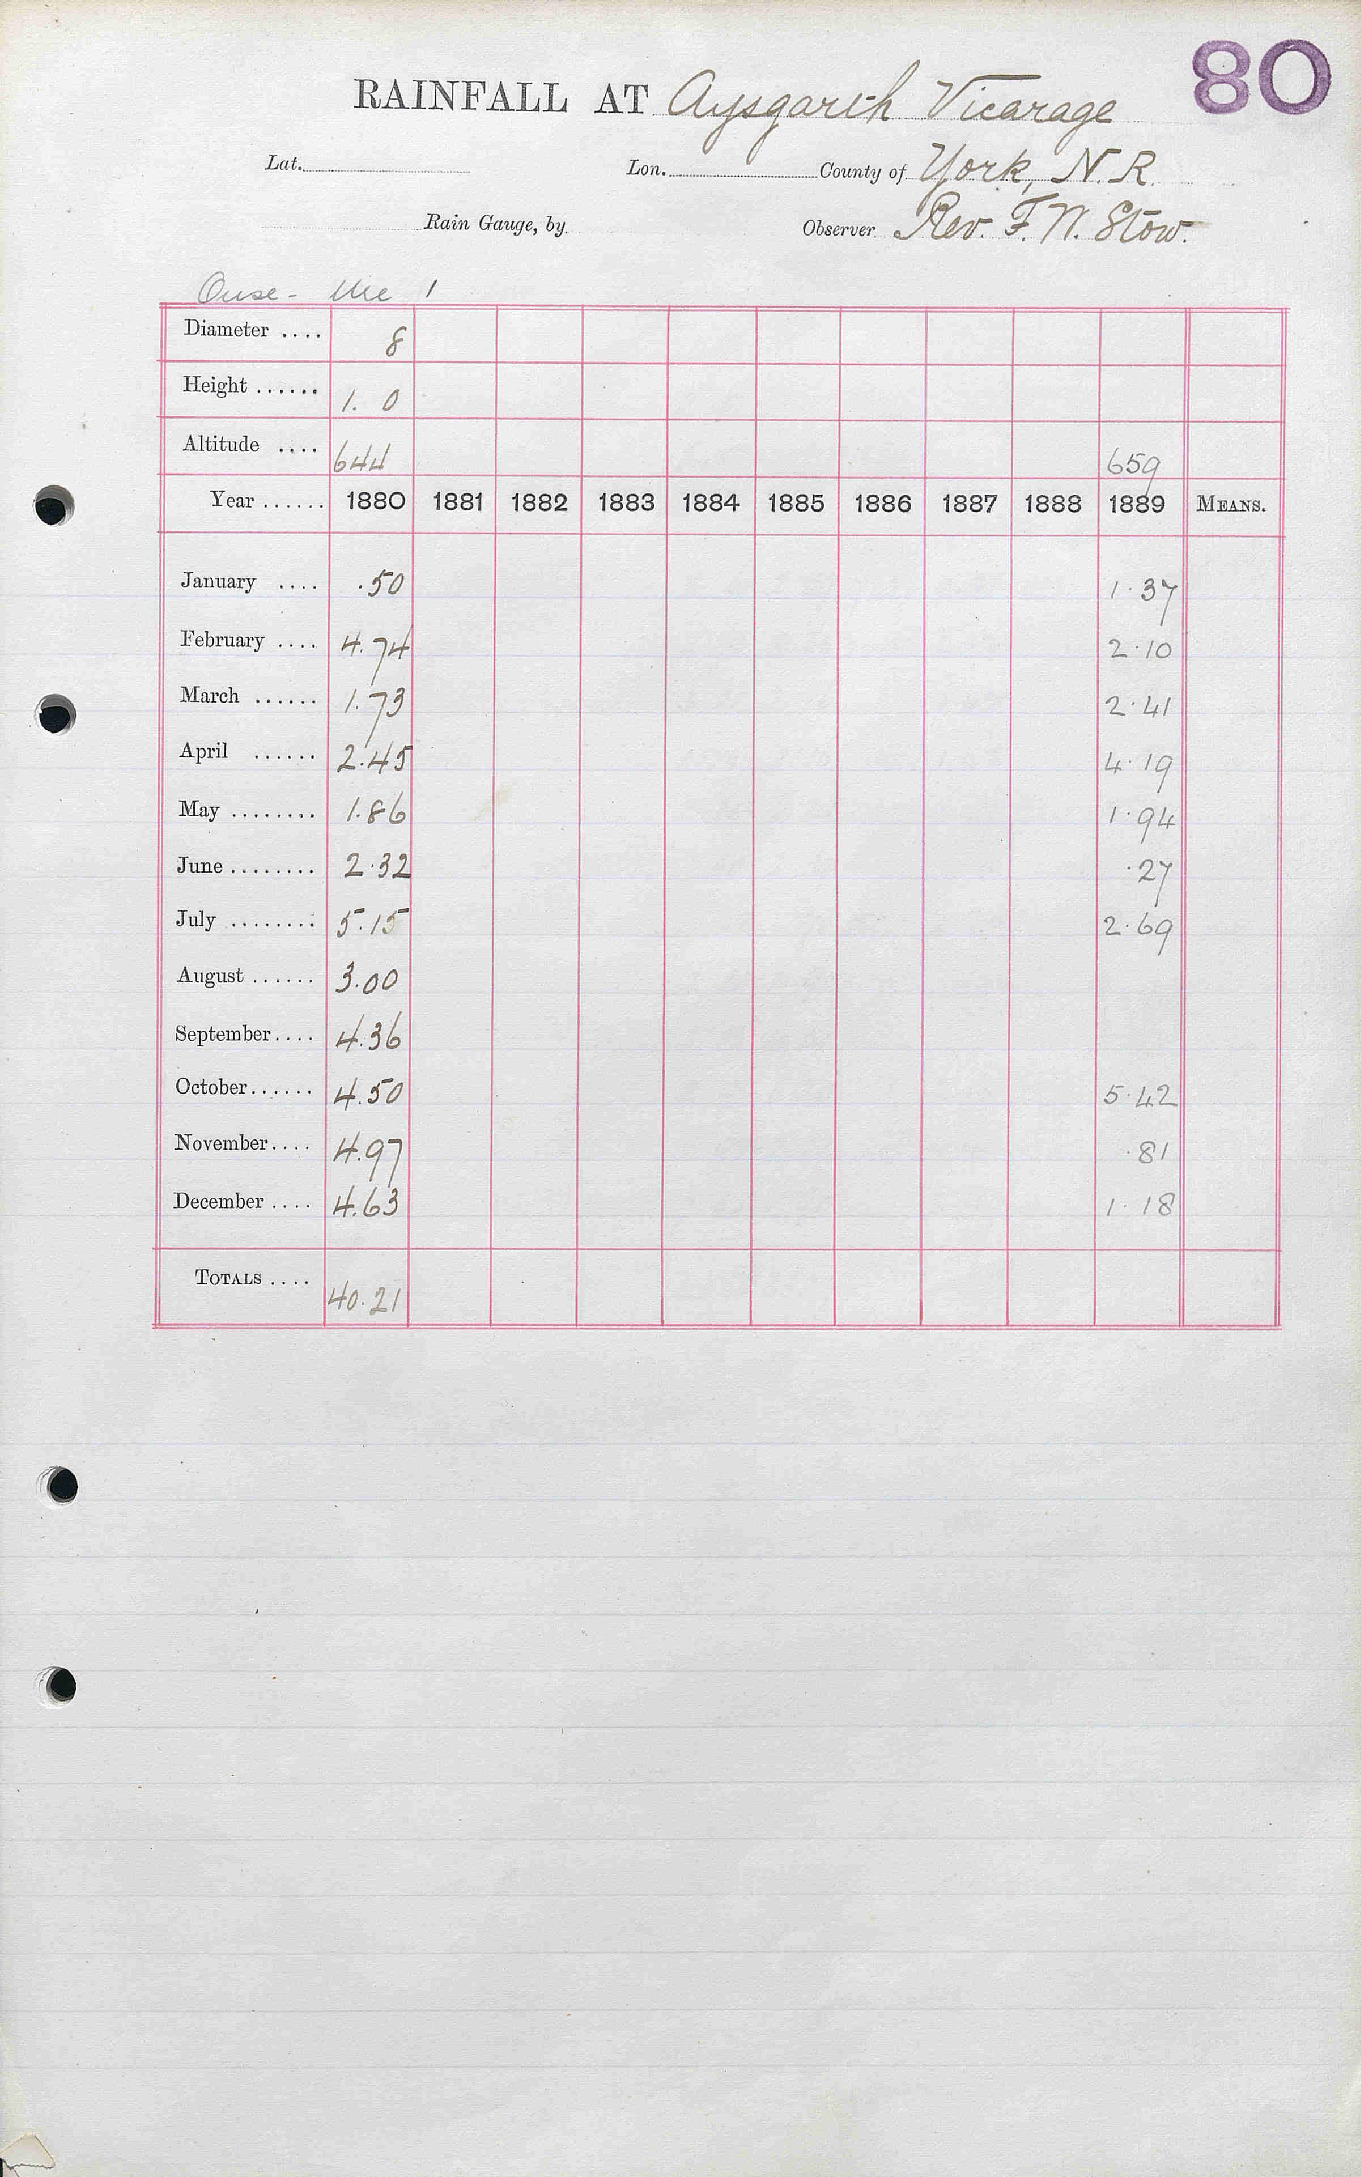 80
RAINFALL AT Aysgarth Vicarage
Lat. Lon. County of York, N.R.
Rain Gauge, by Observer Rev. F.W. Stow.
Ouse - Ure 1
Diameter .... 8
Height ...... 1. 0
Altitude .... 644 659
Year ...... 1880 1881 1882 1883 1884 1885 1886 1887 1888 1889 MEANS.
January .... .50 1.37
February .... 4.74 2.10
March ...... 1.73 2.41
April ...... 2.45 4.19
May ........ 1.86 1.94
June ........ 2.32 .27
July ........ 5.15 2.69
August ...... 3.00
September .... 4.36
October ...... 4.50 5.42
November .... 4.97 .81
December .... 4.63 1.18
TOTALS .... 40.21